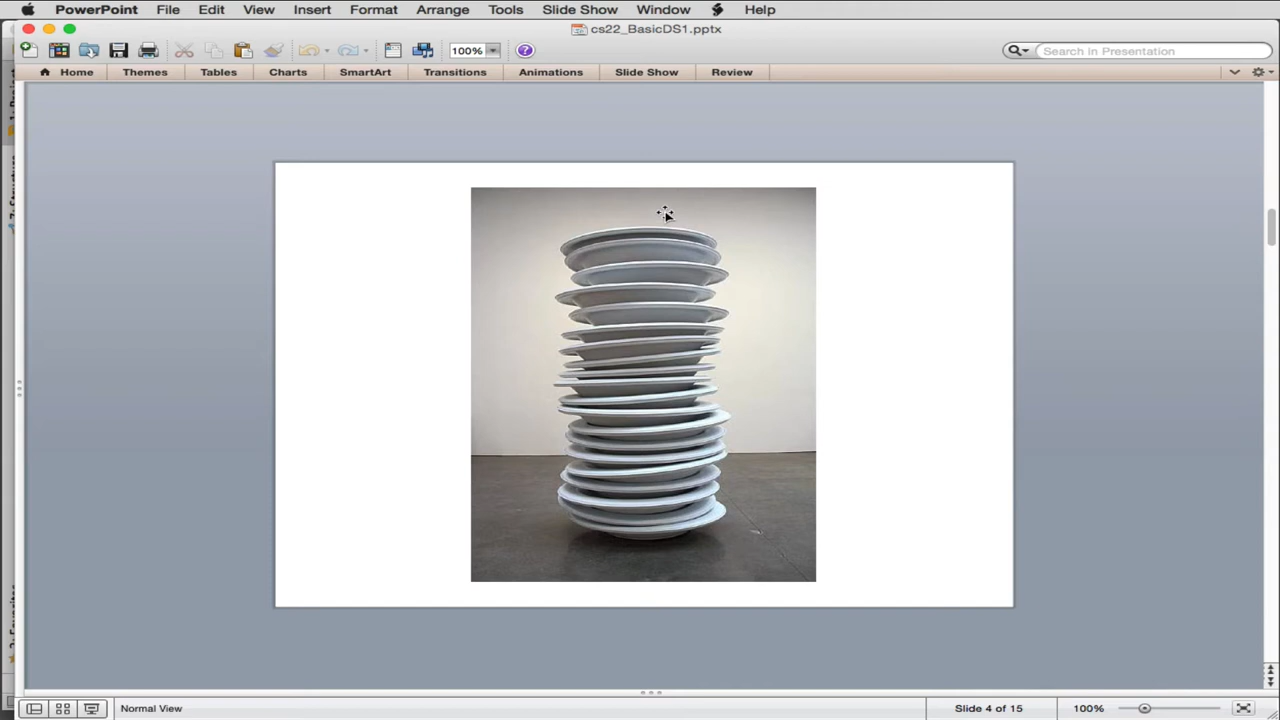 PowerPoint File Edit View Insert Format Arrange Tools Slide Show Window Help
cs22_BasicDS1.pptx
100% Search in Presentation
Home Themes Tables Charts SmartArt Transitions Animations Slide Show Review
Normal View Slide 4 of 15 100%